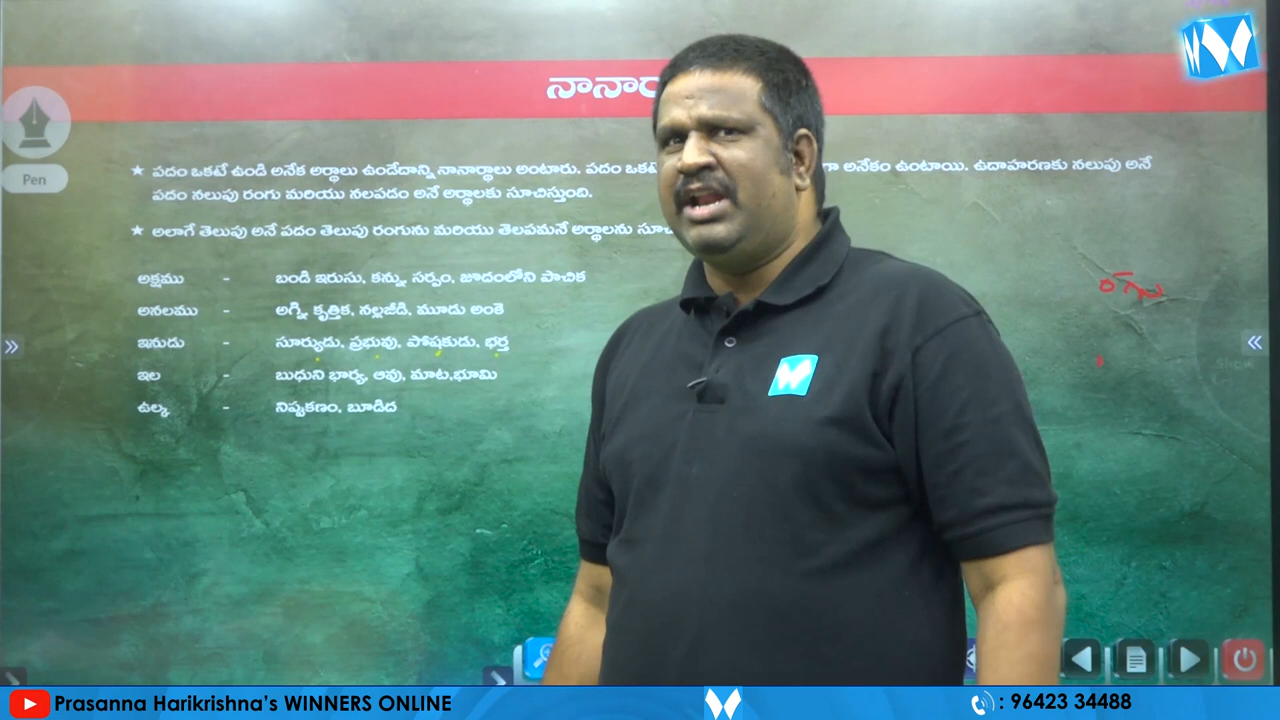 నానార
Pen
★ పదం ఒకటే ఉండి అనేక అర్థాలు ఉండేదాన్ని నానార్థాలు అంటారు. పదం ఒకటే గా అనేకం ఉంటాయి. ఉదాహరణకు నలుపు అనే
పదం నలుపు రంగు మరియు నలపడం అనే అర్థాలకు సూచిస్తుంది.
★ అలాగే తెలుపు అనే పదం తెలుపు రంగును మరియు తెలపమనే అర్థాలను సూచ
అక్షము - బండి ఇరుసు, కన్ను, సర్పం, జూదంలోని పాచిక
అనలము - అగ్ని, కృత్తిక, నల్లజీడి, మూడు అంకె
ఇనుడు - సూర్యుడు, ప్రభువు, పోషకుడు, భర్త
ఇల - బుధుని భార్య, ఆవు, మాట,భూమి
ఉల్క - నిప్పుకణం, బూడిద
Prasanna Harikrishna's WINNERS ONLINE
: 96423 34488